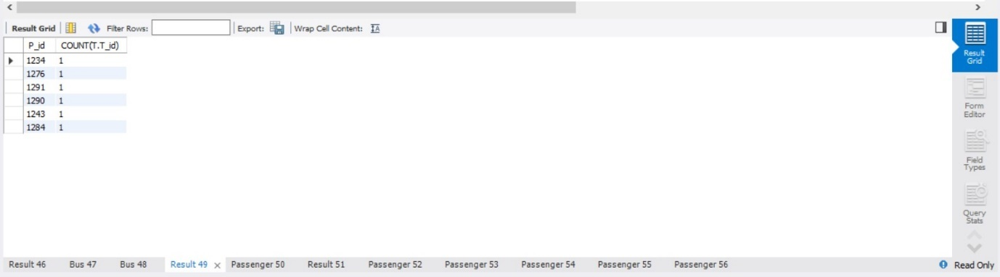 Result Grid Filter Rows: Export: Wrap Cell Content: IA
P_id COUNT(T.T_id)
1234 1
1276 1
1291 1
1290 1
1243 1
1284 1
Result
Grid
Form
Editor
Field
Types
Query
Stats
Result 46 Bus 47 Bus 48 Result 49 × Passenger 50 Result 51 Passenger 52 Passenger 53 Passenger 54 Passenger 55 Passenger 56 Read Only